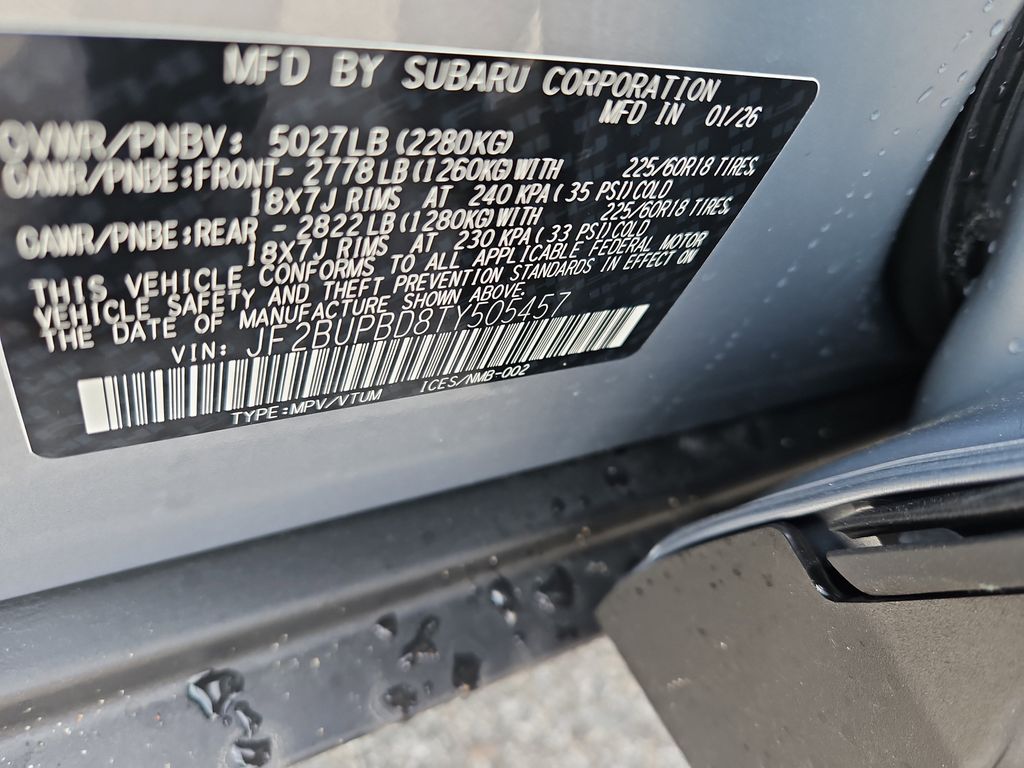 MFD BY SUBARU CORPORATION
MFD IN 01/26
GVWR/PNBV: 5027LB (2280KG)
GAWR/PNBE:FRONT- 2778 LB (1260KG) WITH 225/60R18 TIRES,
18X7J RIMS AT 240 KPA ( 35 PSI) COLD
GAWR/PNBE:REAR - 2822 LB (1280KG) WITH 225/60R18 TIRES,
18X7J RIMS AT 230 KPA ( 33 PSI) COLD
THIS VEHICLE CONFORMS TO ALL APPLICABLE FEDERAL MOTOR
VEHICLE SAFETY AND THEFT PREVENTION STANDARDS IN EFFECT ON
THE DATE OF MANUFACTURE SHOWN ABOVE.
VIN: JF2BUPBD8TY505457
TYPE:MPV/VTUM ICES/NMB-002